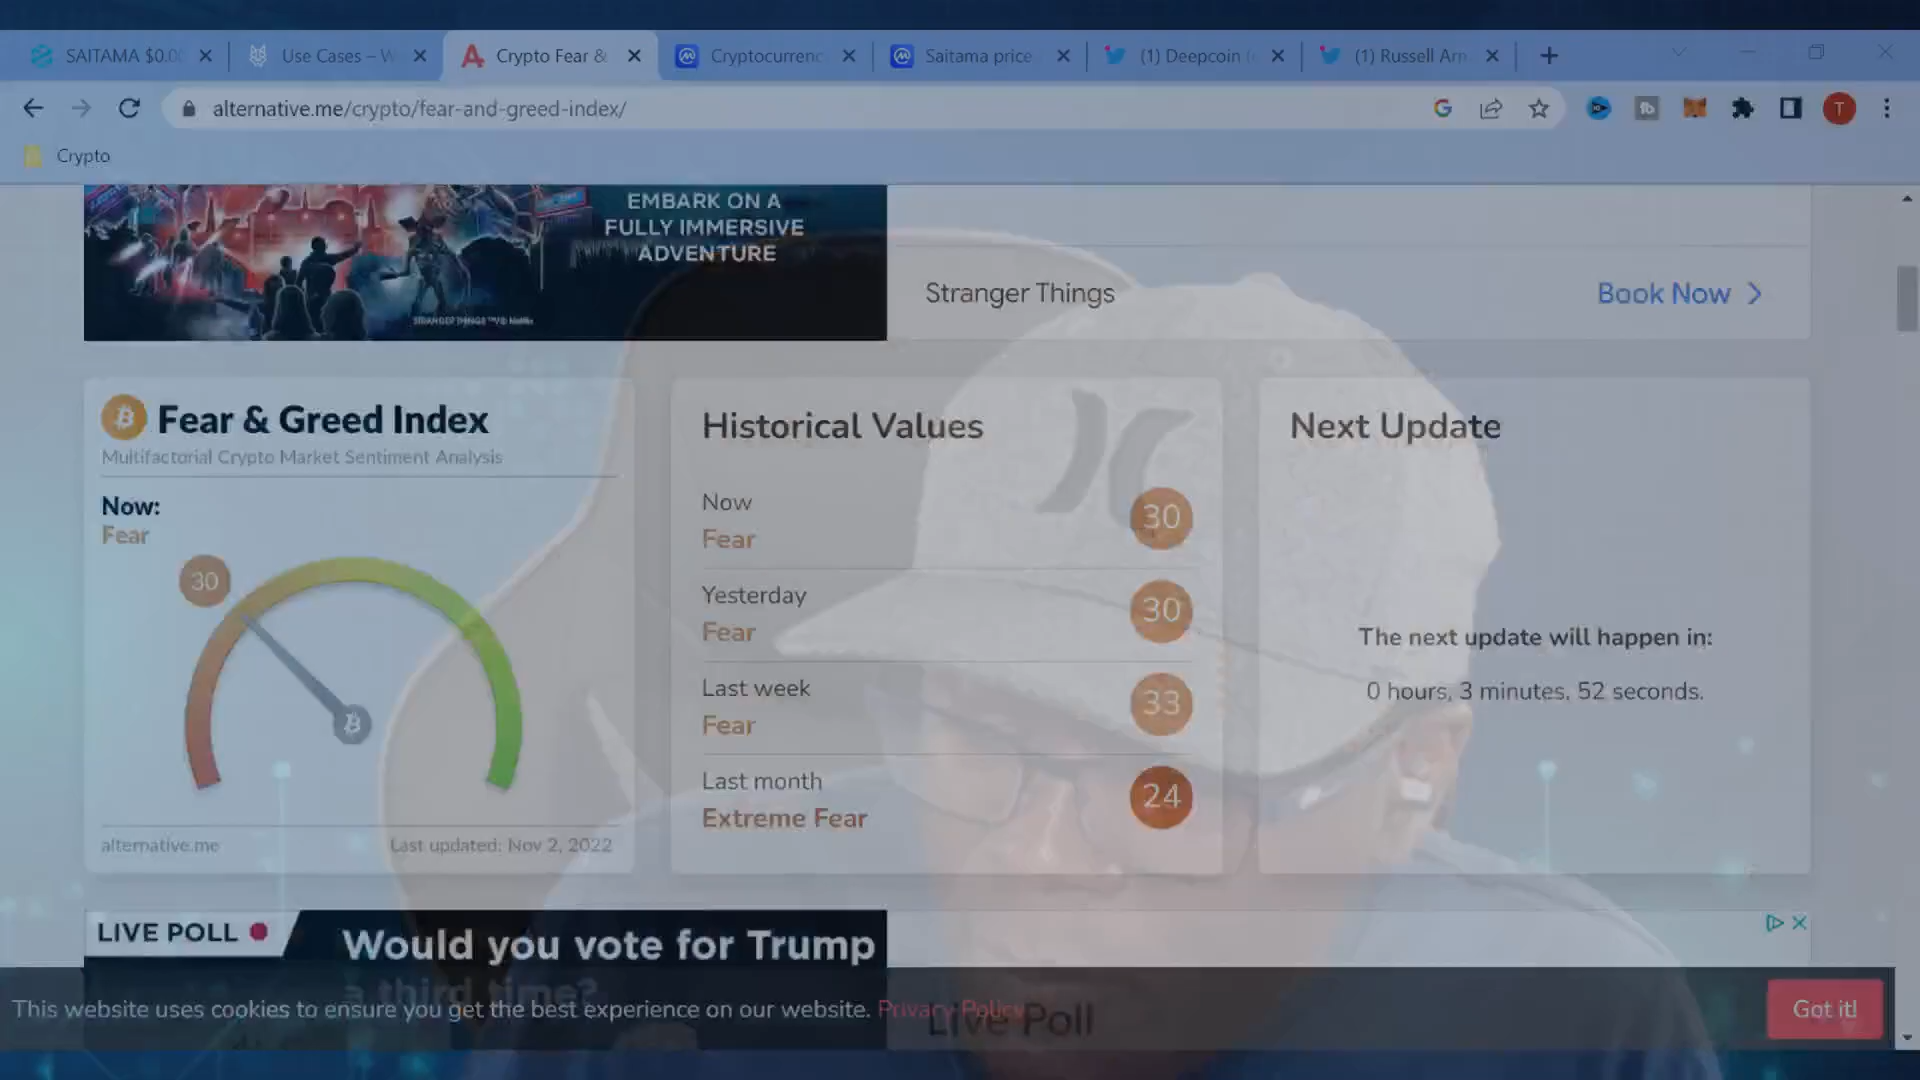 SAITAMA $0.00
Use Cases – W
Crypto Fear &
Cryptocurrenc
Saitama price
(1) Deepcoin
(1) Russell Arm
alternative.me/crypto/fear-and-greed-index/
T
Crypto
EMBARK ON A
FULLY IMMERSIVE
ADVENTURE
Stranger Things
Book Now
Fear & Greed Index
Multifactorial Crypto Market Sentiment Analysis
Now:
Fear
30
alternative.me
Last updated: Nov 2, 2022
Historical Values
Now
Fear
30
Yesterday
Fear
30
Last week
Fear
33
Last month
Extreme Fear
24
Next Update
The next update will happen in:
0 hours, 3 minutes, 52 seconds.
LIVE POLL
Would you vote for Trump
a third time?
Live Poll
This website uses cookies to ensure you get the best experience on our website. Privacy Policy
Got it!